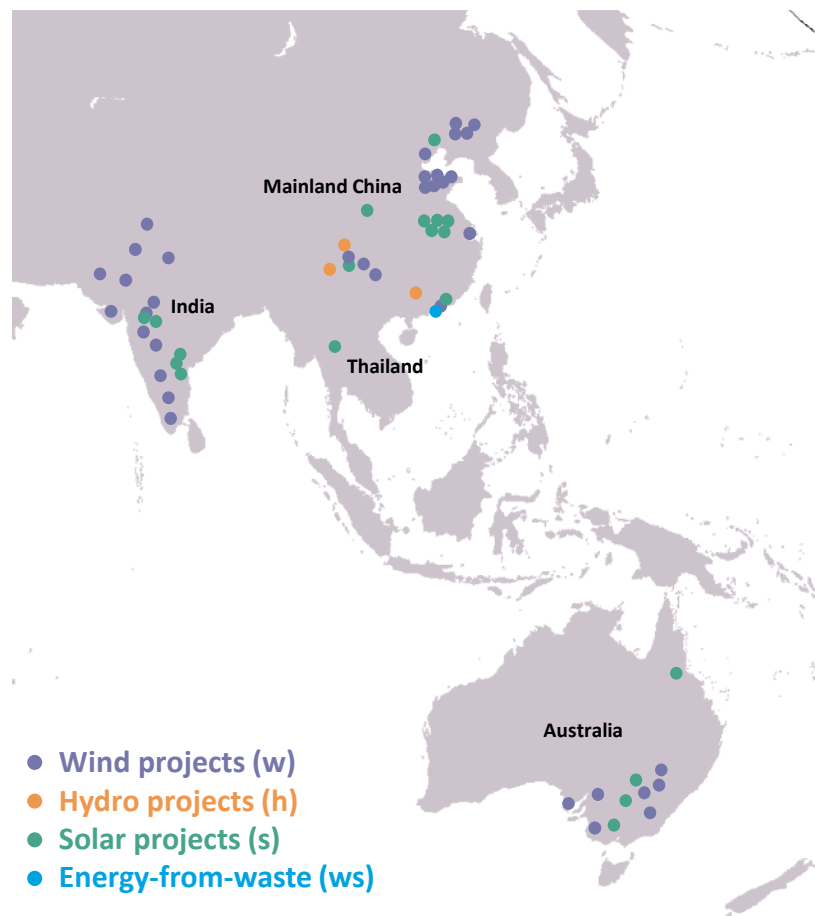 Mainland China
India
Thailand
Australia
Wind projects (w)
Hydro projects (h)
Solar projects (s)
Energy-from-waste (ws)